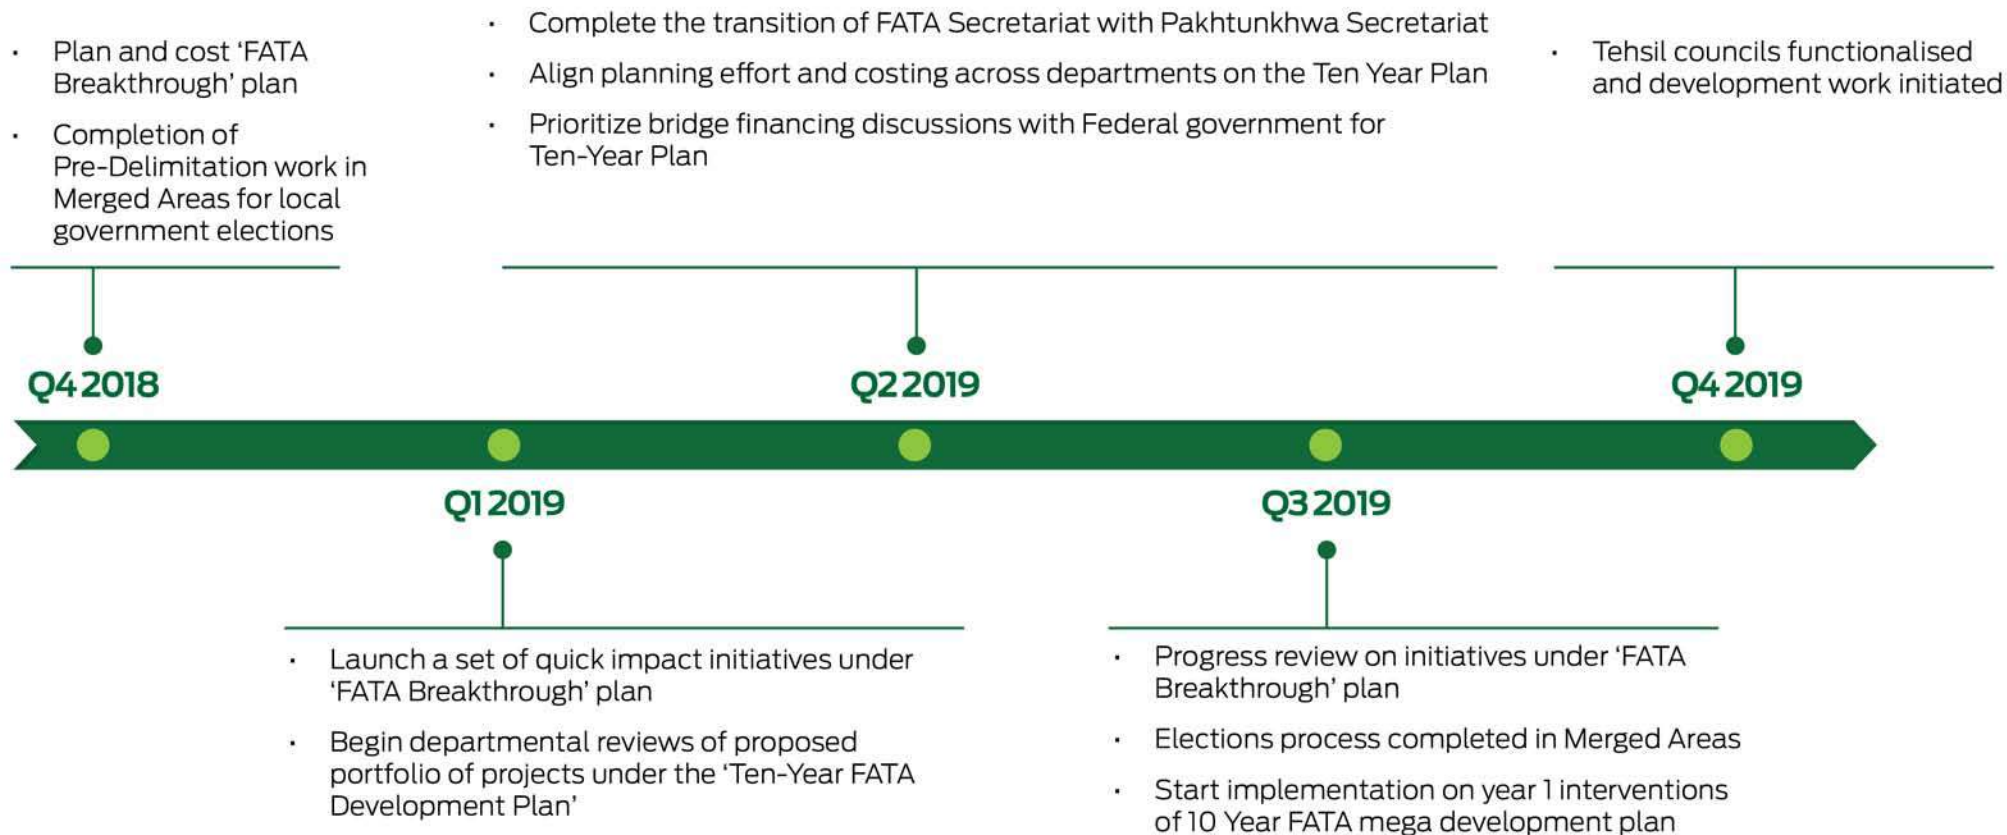 · Plan and cost ‘FATA
Breakthrough’ plan
· Completion of
Pre-Delimitation work in
Merged Areas for local
government elections
· Complete the transition of FATA Secretariat with Pakhtunkhwa Secretariat
· Align planning effort and costing across departments on the Ten Year Plan
· Prioritize bridge financing discussions with Federal government for
Ten-Year Plan
· Tehsil councils functionalised
and development work initiated
Q4 2018
Q2 2019
Q4 2019
Q1 2019
Q3 2019
· Launch a set of quick impact initiatives under
‘FATA Breakthrough’ plan
· Begin departmental reviews of proposed
portfolio of projects under the ‘Ten-Year FATA
Development Plan’
· Progress review on initiatives under ‘FATA
Breakthrough’ plan
· Elections process completed in Merged Areas
· Start implementation on year 1 interventions
of 10 Year FATA mega development plan